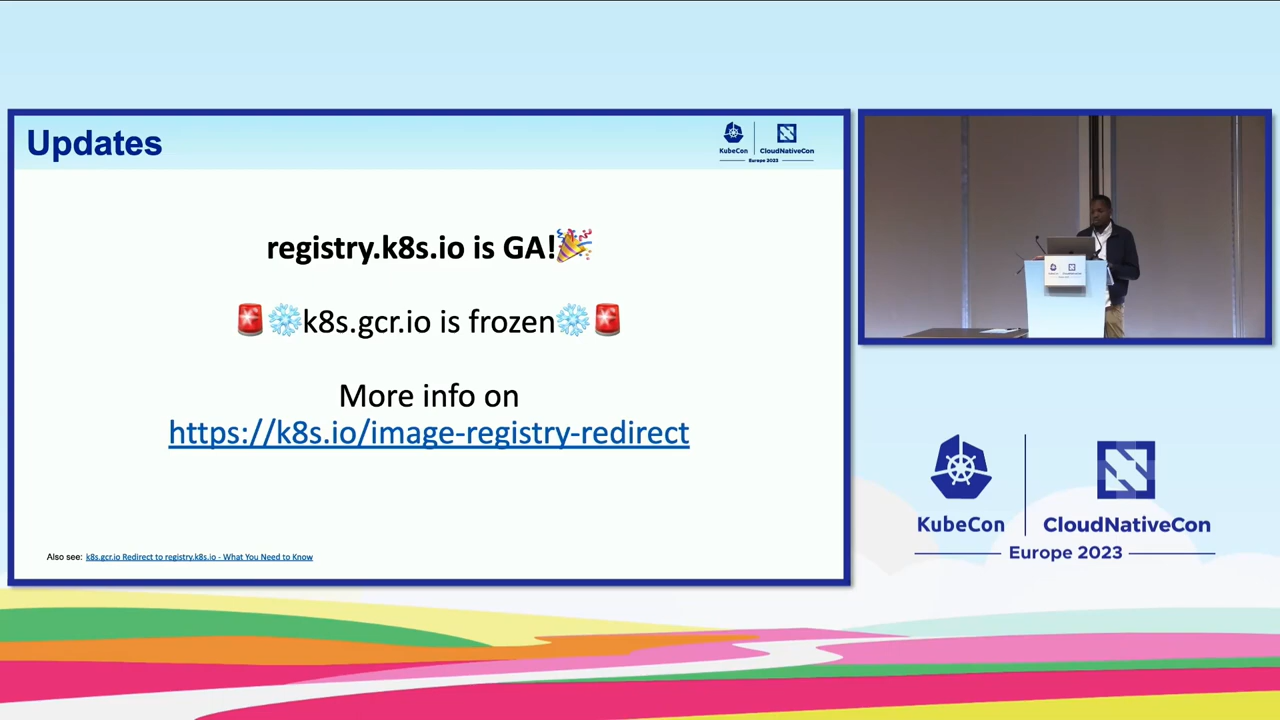 Updates
KubeCon
CloudNativeCon
Europe 2023
registry.k8s.io is GA!🎉
🚨❄️k8s.gcr.io is frozen❄️🚨
More info on
https://k8s.io/image-registry-redirect
Also see: k8s.gcr.io Redirect to registry.k8s.io - What You Need to Know
KubeCon
CloudNativeCon
Europe 2023